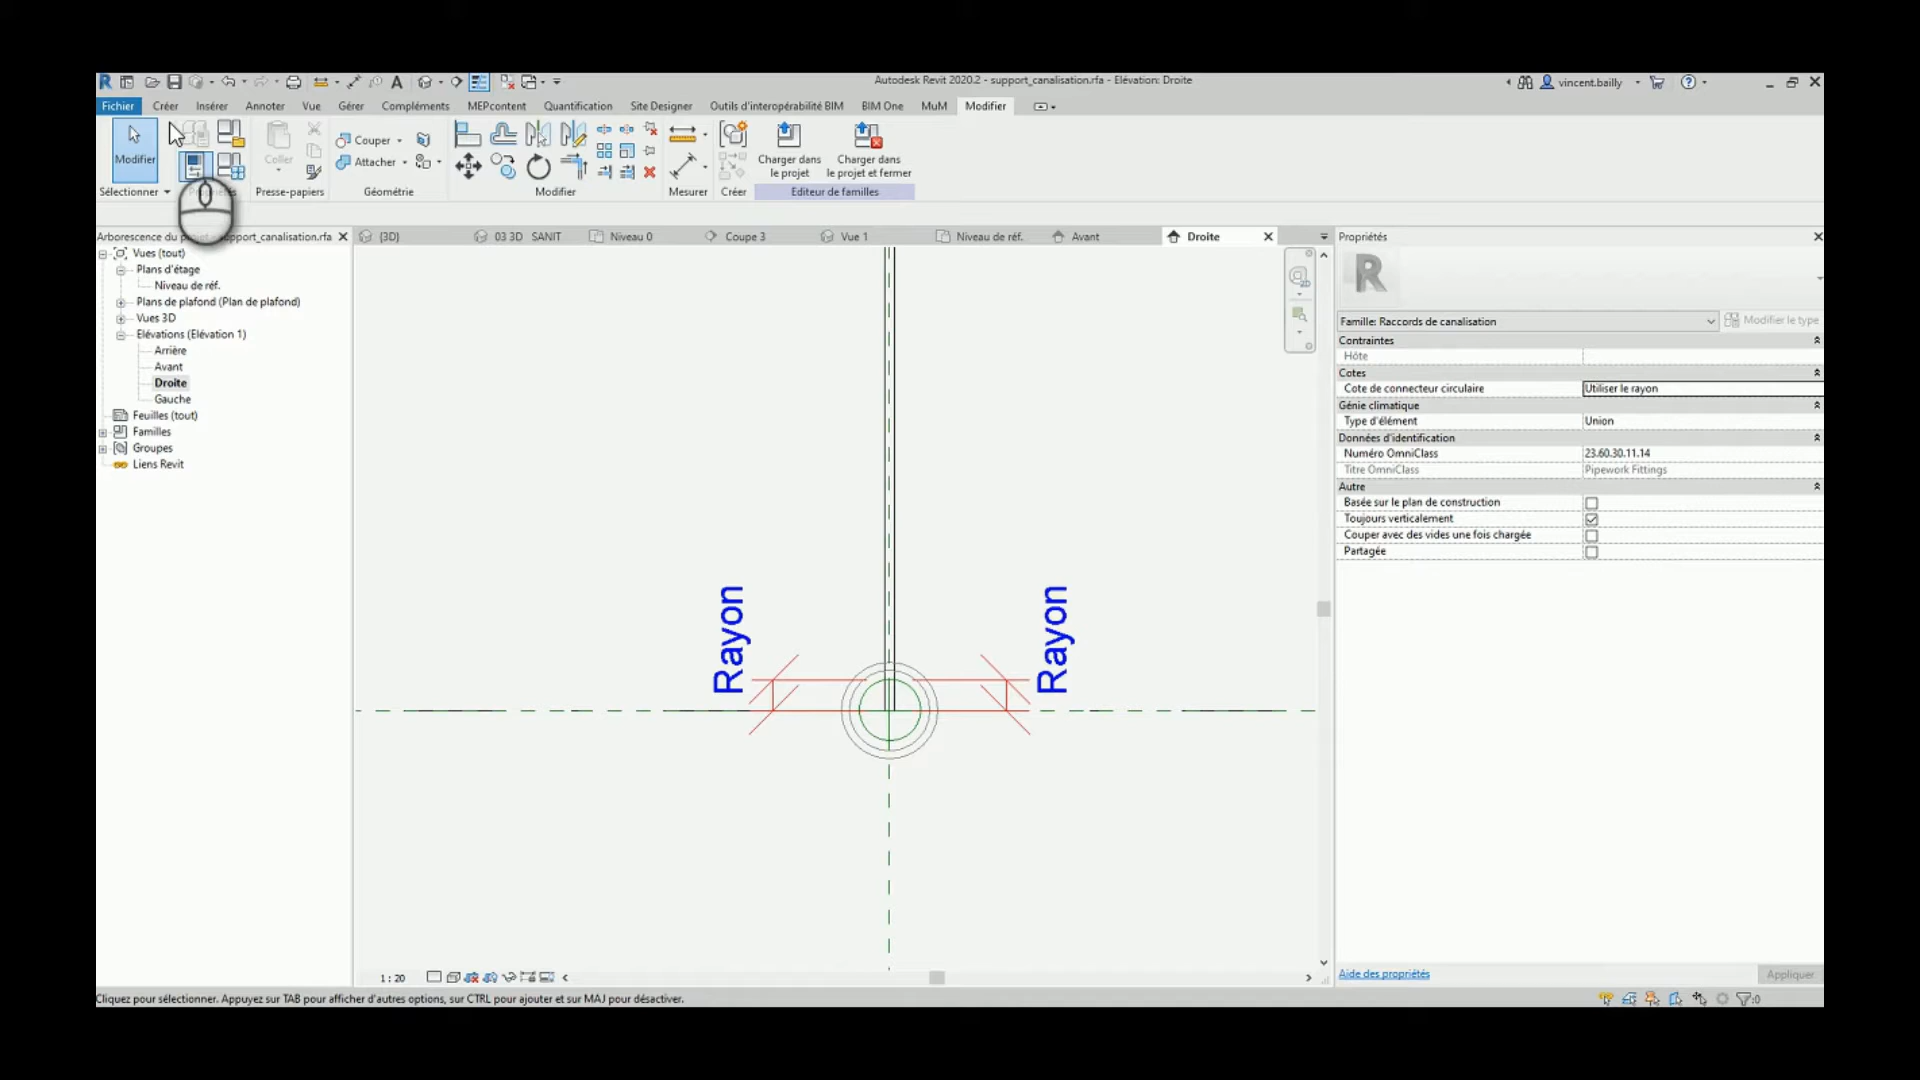 Autodesk Revit 2020.2 - support_canalisation.rfa - Elévation: Droite
vincent.bailly
Fichier Créer Insérer Annoter Vue Gérer Compléments MEPcontent Quantification Site Designer Outils d'interopérabilité BIM BIM One MuM Modifier
Modifier
Coller
Couper
Attacher
Charger dans
le projet
Charger dans
le projet et fermer
Sélectionner
Presse-papiers
Géométrie
Modifier
Mesurer
Créer
Editeur de familles
Arborescence du
support_canalisation.rfa
{3D}
03 3D SANIT
Niveau 0
Coupe 3
Vue 1
Niveau de réf.
Avant
Droite
Propriétés
Vues (tout)
Plans d'étage
Niveau de réf.
Plans de plafond (Plan de plafond)
Vues 3D
Elévations (Elévation 1)
Arrière
Avant
Droite
Gauche
Feuilles (tout)
Familles
Groupes
Liens Revit
Rayon
Rayon
R
Famille: Raccords de canalisation
Modifier le type
Contraintes
Hôte
Cotes
Cote de connecteur circulaire Utiliser le rayon
Génie climatique
Type d'élément Union
Données d'identification
Numéro OmniClass 23.60.30.11.14
Titre OmniClass Pipework Fittings
Autre
Basée sur le plan de construction
Toujours verticalement
Couper avec des vides une fois chargée
Partagée
Aide des propriétés
Appliquer
1 : 20
Cliquez pour sélectionner. Appuyez sur TAB pour afficher d'autres options, sur CTRL pour ajouter et sur MAJ pour désactiver.
:0